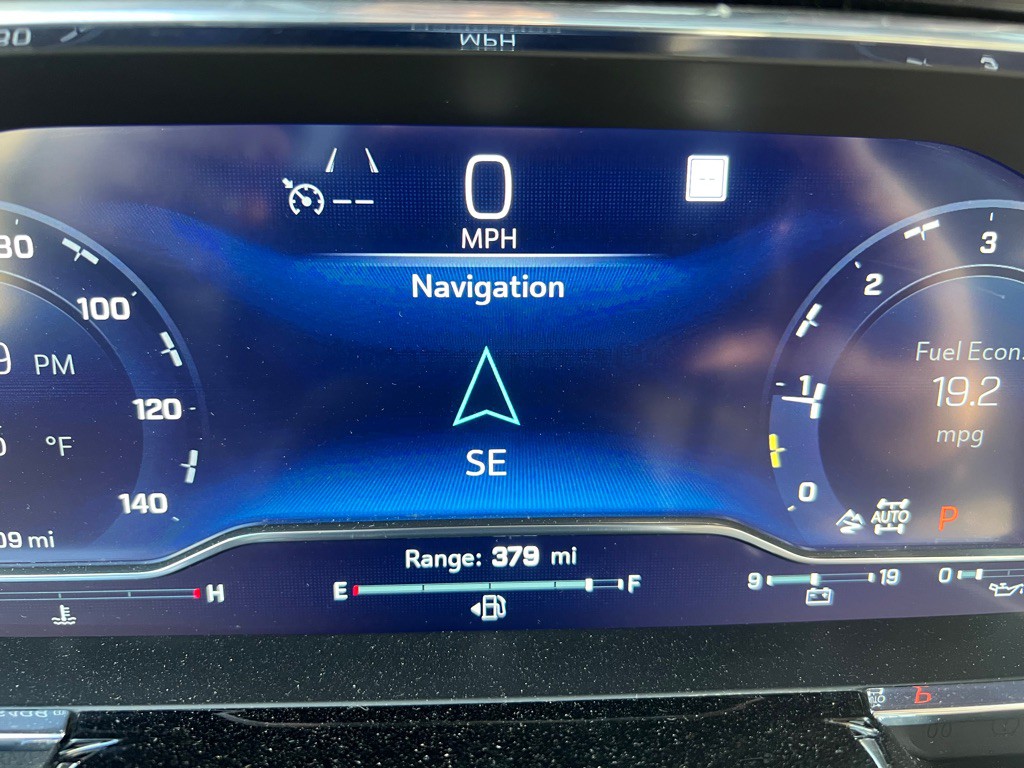 MPH
0
MPH
Navigation
100
120
140
PM
°F
09 mi
SE
3
2
1
0
Fuel Econ.
19.2
mpg
AUTO
P
Range: 379 mi
H
E
F
9
19
0